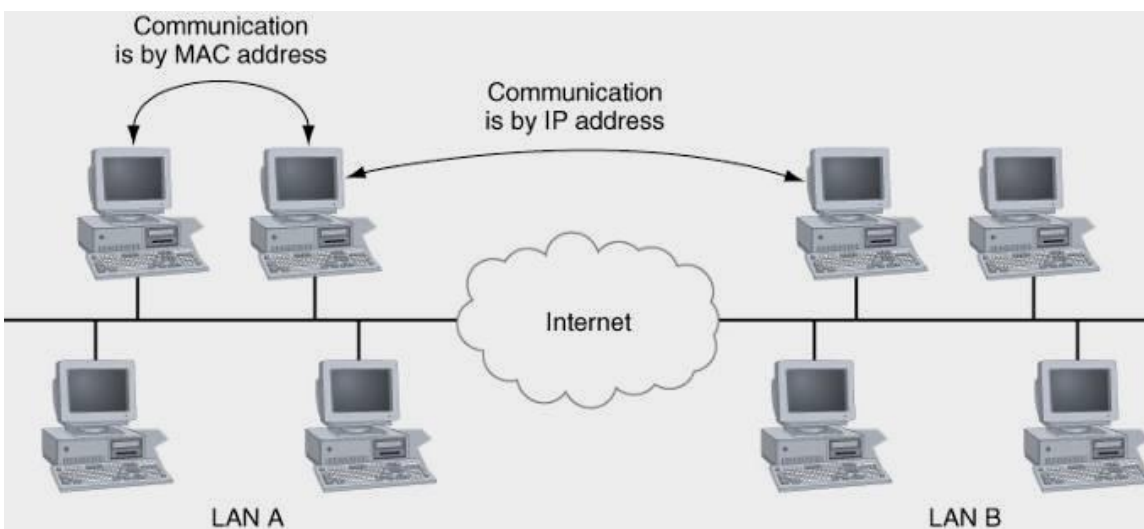 Communication
is by MAC address
Communication
is by IP address
Internet
LAN A
LAN B